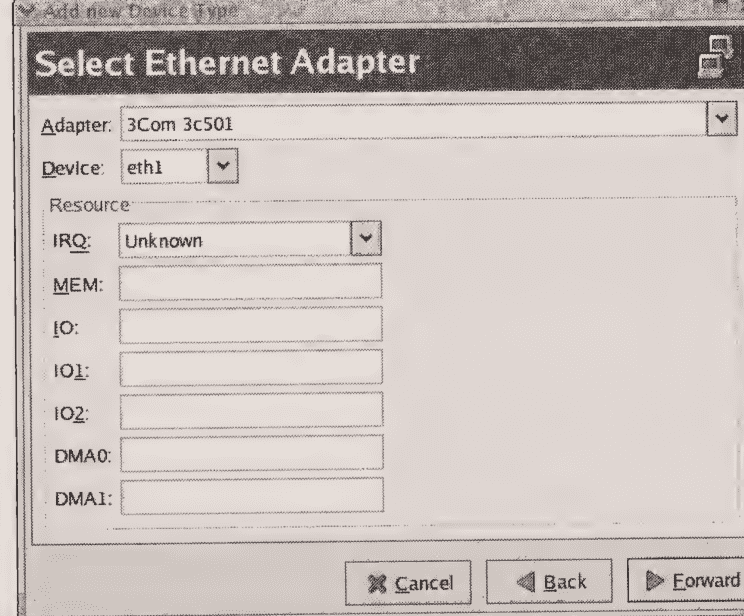 Add new Device Type
Select Ethernet Adapter
Adapter: 3Com 3c501
Device: eth1
Resource
IRQ: Unknown
MEM:
IO:
IO1:
IO2:
DMA0:
DMA1:
Cancel Back Forward